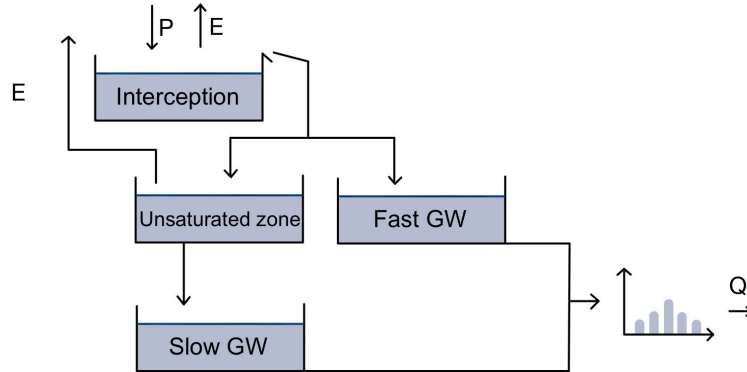 P
E
E
Interception
Unsaturated zone
Fast GW
Slow GW
Q